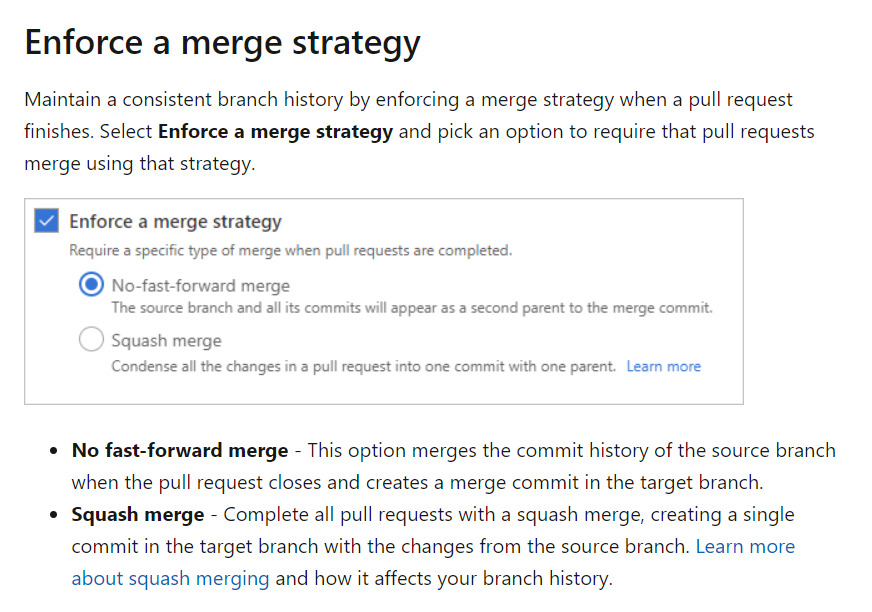 Enforce a merge strategy
Maintain a consistent branch history by enforcing a merge strategy when a pull request
finishes. Select Enforce a merge strategy and pick an option to require that pull requests
merge using that strategy.
Enforce a merge strategy
Require a specific type of merge when pull requests are completed.
No-fast-forward merge
The source branch and all its commits will appear as a second parent to the merge commit.
Squash merge
Condense all the changes in a pull request into one commit with one parent. Learn more
• No fast-forward merge - This option merges the commit history of the source branch
when the pull request closes and creates a merge commit in the target branch.
• Squash merge - Complete all pull requests with a squash merge, creating a single
commit in the target branch with the changes from the source branch. Learn more
about squash merging and how it affects your branch history.